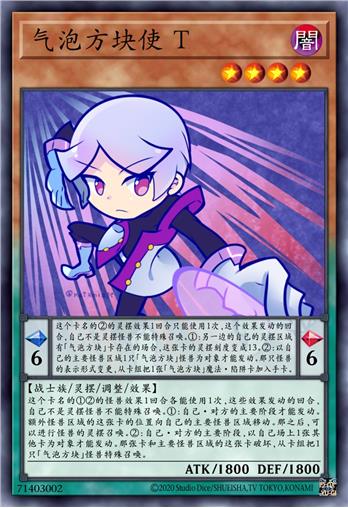 气泡方块使 T
闇
@ratknight
这个卡名的②的灵摆效果1回合只能使用1次,这个效果发动的回
合,自己不是灵摆怪兽不能特殊召唤。①:另一边的自己的灵摆区域
有「气泡方块」卡存在的场合,这张卡的灵摆刻度变成13。②:以自
己的主要怪兽区域1只「气泡方块」怪兽为对象才能发动。那只怪兽
的表示形式变更,从卡组把1张「气泡方块」魔法·陷阱卡加入手卡。
6
6
【战士族/灵摆/调整/效果】
这个卡名的①②的怪兽效果1回合各能使用1次,这些效果发动的回
合,自己不是灵摆怪兽不能特殊召唤。①:自己·对方的主要阶段才能发动。
额外怪兽区域的这张卡的位置向自己的主要怪兽区域移动。那之后,可
以进行怪兽的灵摆召唤。②:自己·对方的主要阶段,以自己场上1张其
他卡为对象才能发动。那张卡和主要怪兽区域的这张卡破坏,从卡组把1
只「气泡方块」怪兽特殊召唤。
ATK/1800 DEF/1800
71403002
©2020 Studio Dice/SHUEISHA,TV TOKYO,KONAMI